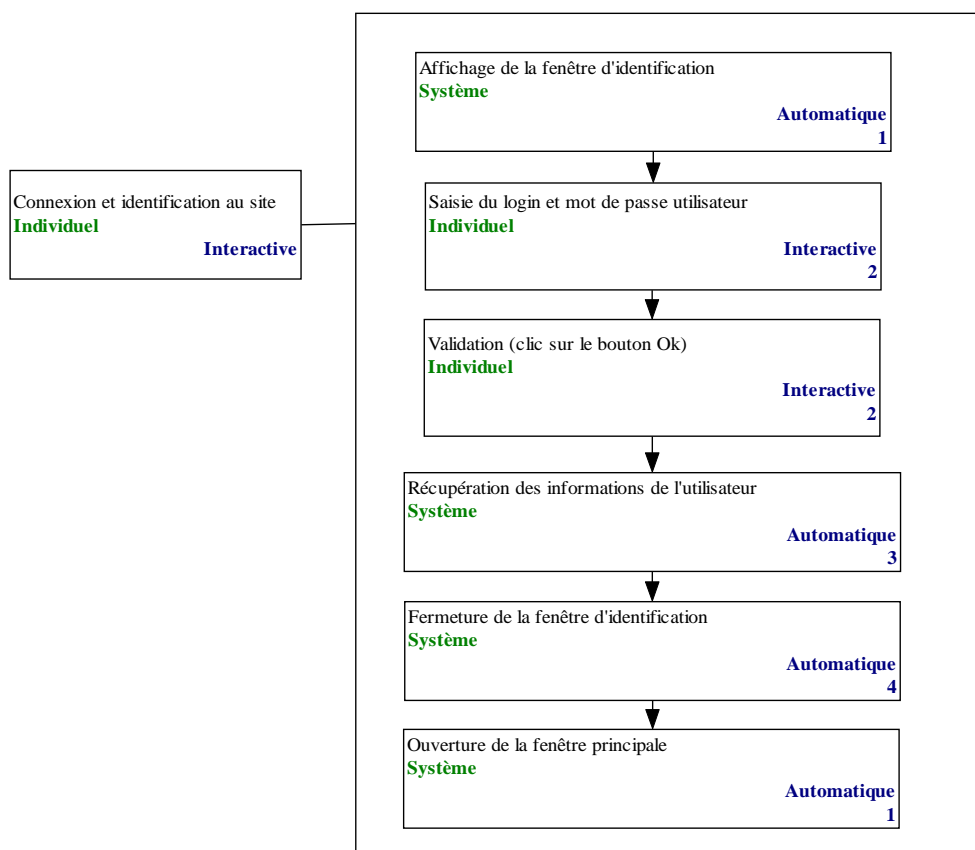 Connexion et identification au site
Individuel
Interactive
Affichage de la fenêtre d'identification
Système
Automatique
1
Saisie du login et mot de passe utilisateur
Individuel
Interactive
2
Validation (clic sur le bouton Ok)
Individuel
Interactive
2
Récupération des informations de l'utilisateur
Système
Automatique
3
Fermeture de la fenêtre d'identification
Système
Automatique
4
Ouverture de la fenêtre principale
Système
Automatique
1